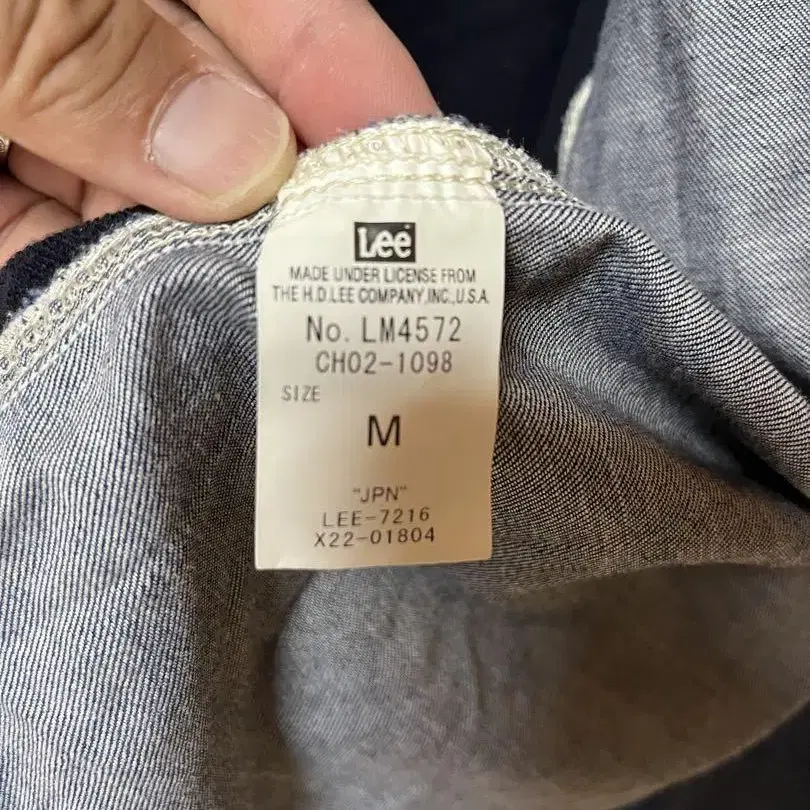 Lee
MADE UNDER LICENSE FROM
THE H.D.LEE COMPANY,INC.,U.S.A.
No. LM4572
CH02-1098
SIZE
M
"JPN"
LEE-7216
X22-01804